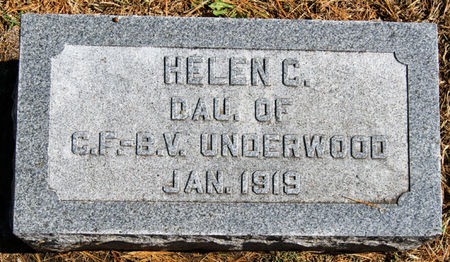 HELEN C.
DAU. OF
C.F.-B.V. UNDERWOOD
JAN. 1919